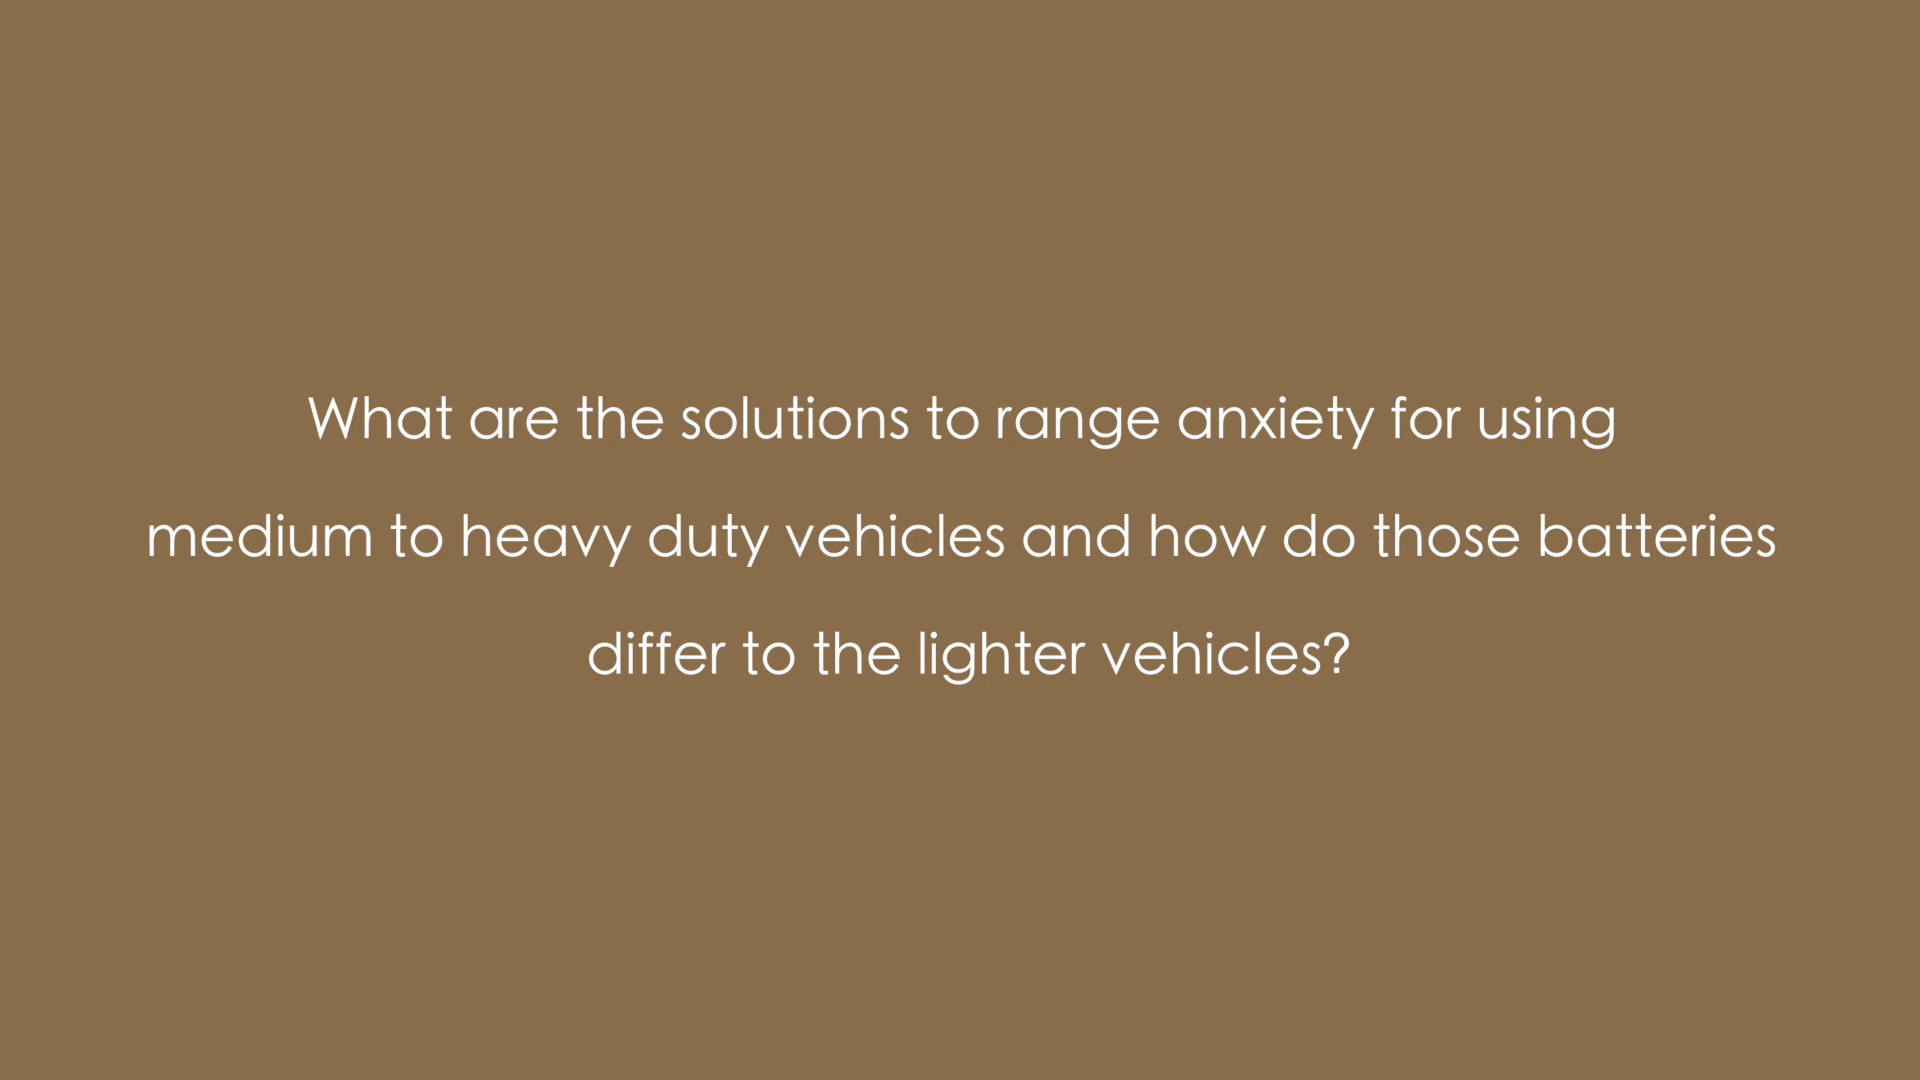 What are the solutions to range anxiety for using
medium to heavy duty vehicles and how do those batteries
differ to the lighter vehicles?